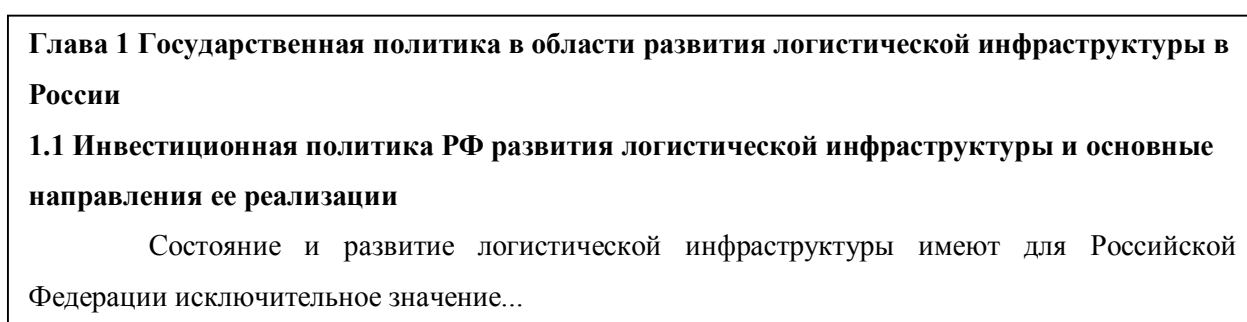 Глава 1 Государственная политика в области развития логистической инфраструктуры в
России
1.1 Инвестиционная политика РФ развития логистической инфраструктуры и основные
направления ее реализации
Состояние и развитие логистической инфраструктуры имеют для Российской
Федерации исключительное значение...